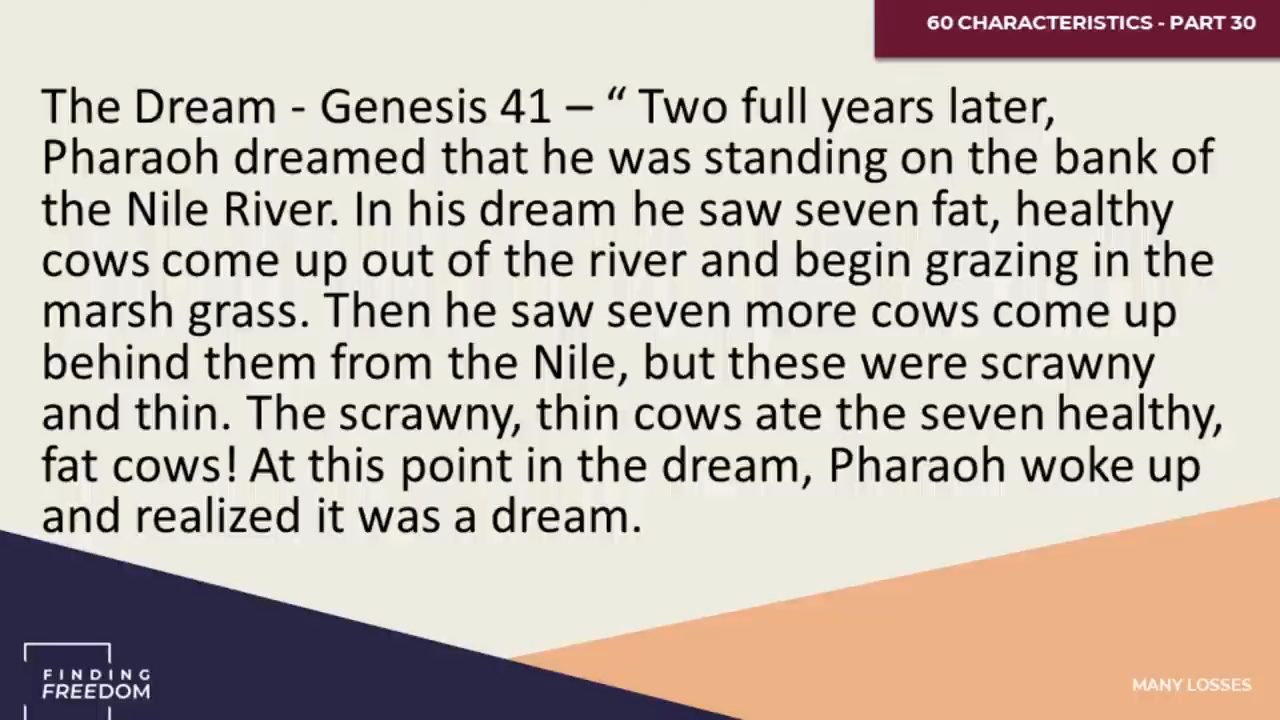 60 CHARACTERISTICS - PART 30
The Dream - Genesis 41 – “ Two full years later,
Pharaoh dreamed that he was standing on the bank of
the Nile River. In his dream he saw seven fat, healthy
cows come up out of the river and begin grazing in the
marsh grass. Then he saw seven more cows come up
behind them from the Nile, but these were scrawny
and thin. The scrawny, thin cows ate the seven healthy,
fat cows! At this point in the dream, Pharaoh woke up
and realized it was a dream.
FINDING
FREEDOM
MANY LOSSES